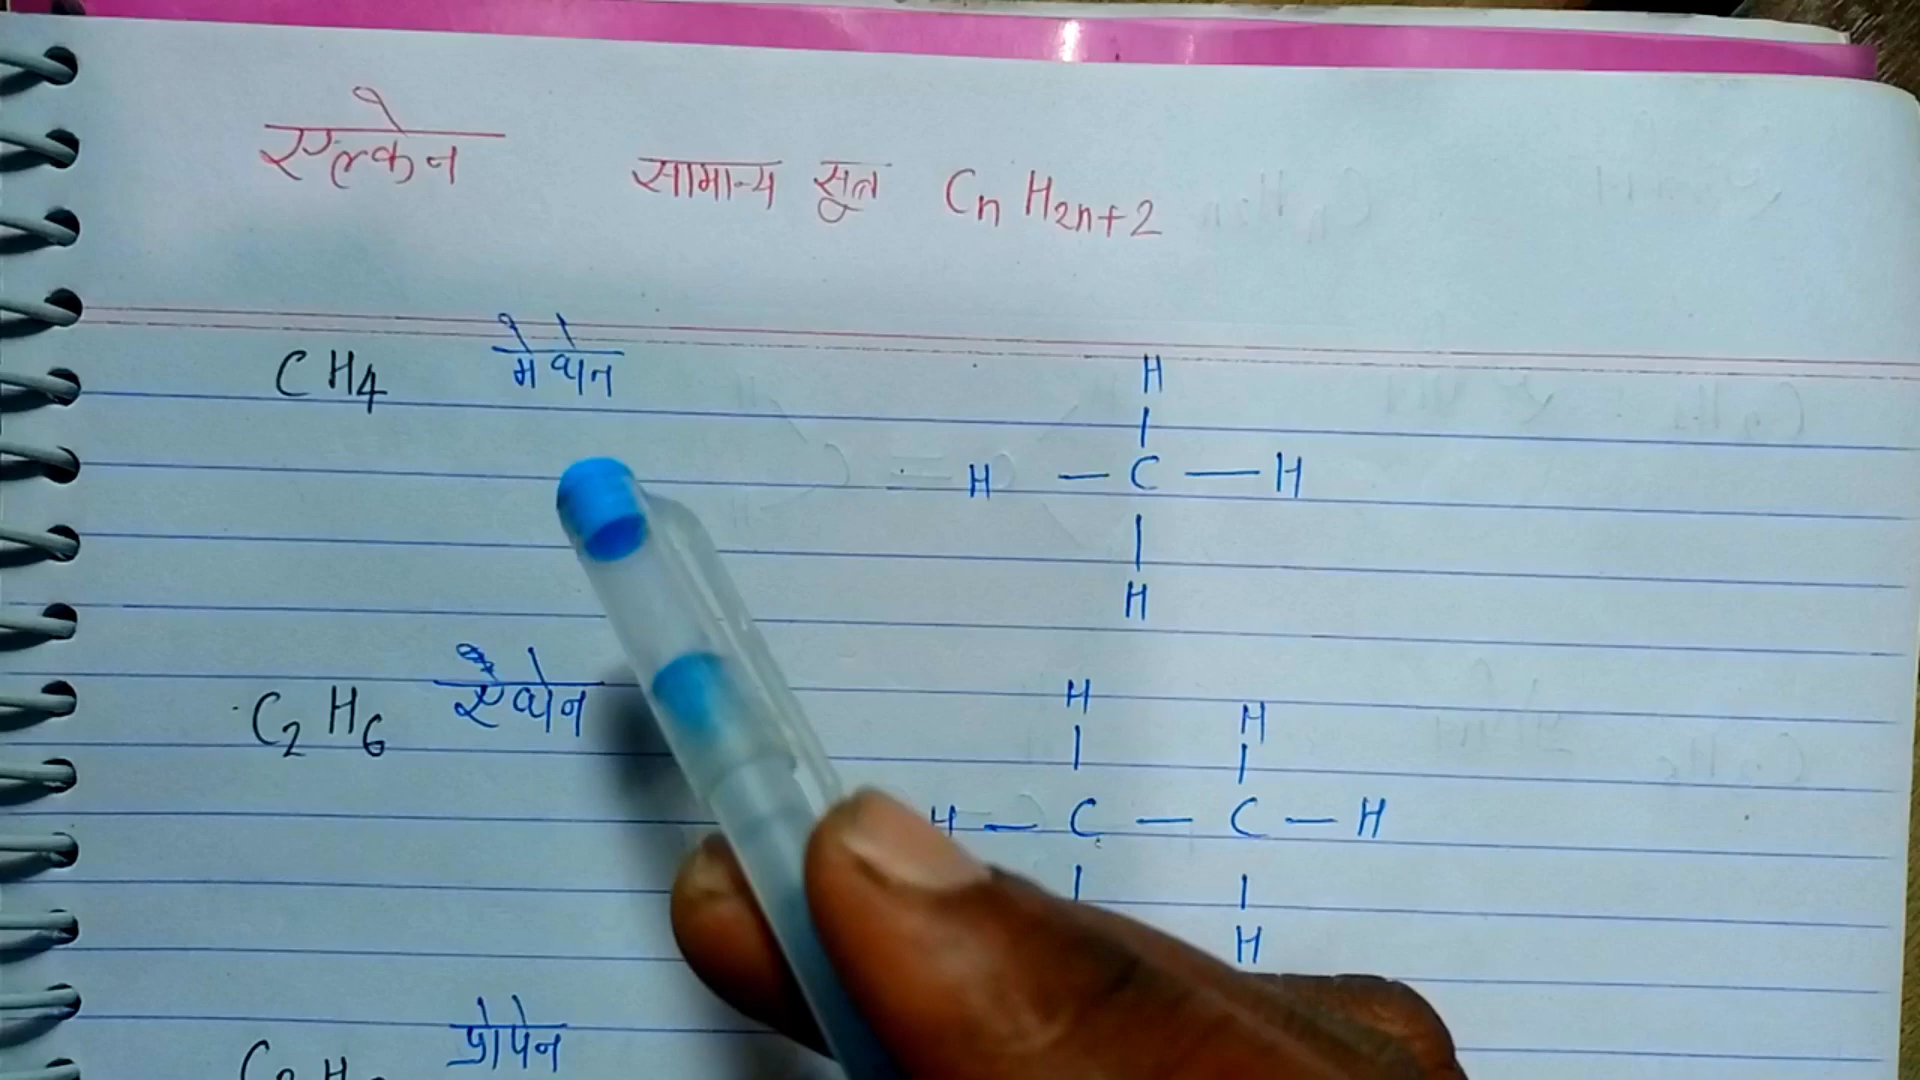 एल्केन सामान्य सूत्र CnH2n+2
CH4 मेथेन
H
|
H — C — H
|
H
C2H6 ऐथेन
H H
| |
H — C — C — H
| |
H
प्रोपेन